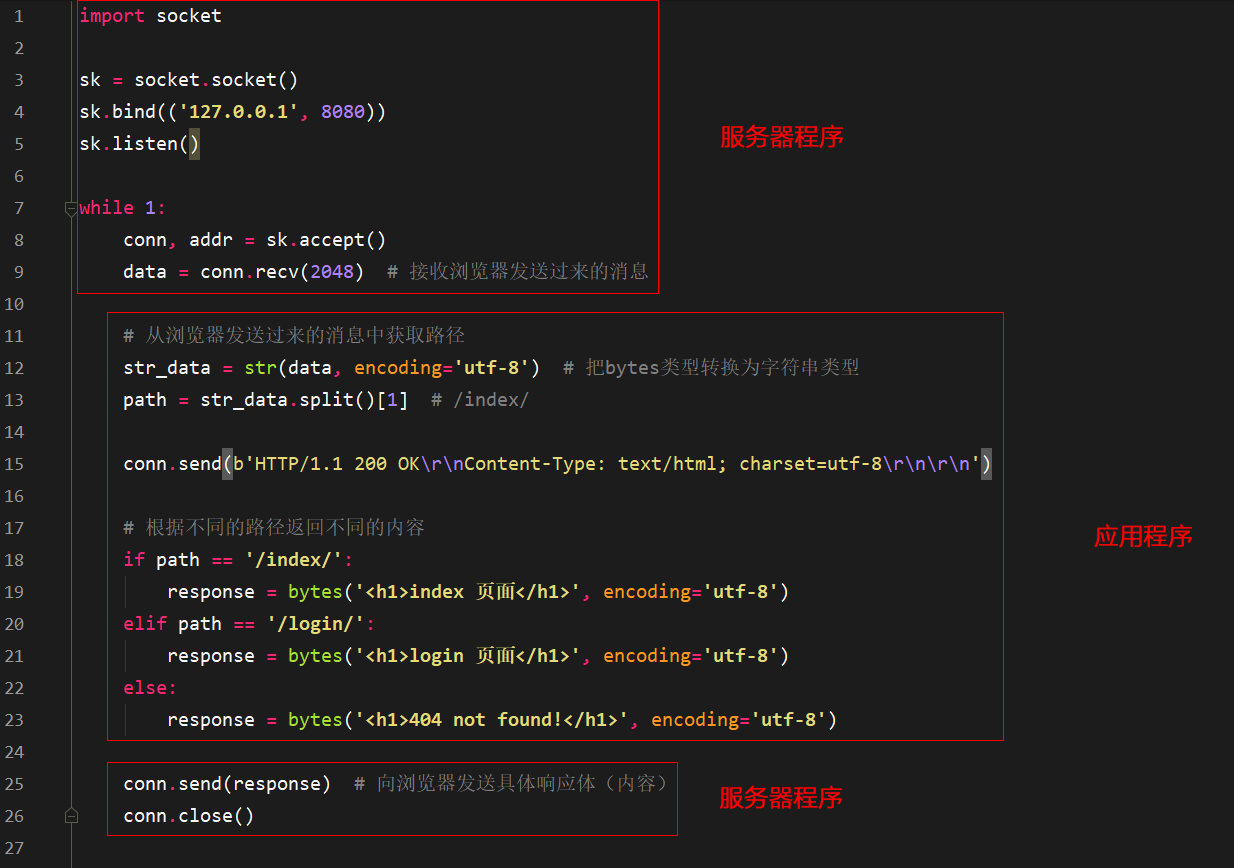 1 import socket
2
3 sk = socket.socket()
4 sk.bind(('127.0.0.1', 8080))
5 sk.listen()
服务器程序
6
7 while 1:
8     conn, addr = sk.accept()
9     data = conn.recv(2048)  # 接收浏览器发送过来的消息
10
11     # 从浏览器发送过来的消息中获取路径
12     str_data = str(data, encoding='utf-8')  # 把bytes类型转换为字符串类型
13     path = str_data.split()[1]  # /index/
14
15     conn.send(b'HTTP/1.1 200 OK\r\nContent-Type: text/html; charset=utf-8\r\n\r\n')
16
17     # 根据不同的路径返回不同的内容
应用程序
18     if path == '/index/':
19         response = bytes('<h1>index 页面</h1>', encoding='utf-8')
20     elif path == '/login/':
21         response = bytes('<h1>login 页面</h1>', encoding='utf-8')
22     else:
23         response = bytes('<h1>404 not found!</h1>', encoding='utf-8')
24
25     conn.send(response)  # 向浏览器发送具体响应体（内容）
服务器程序
26     conn.close()
27